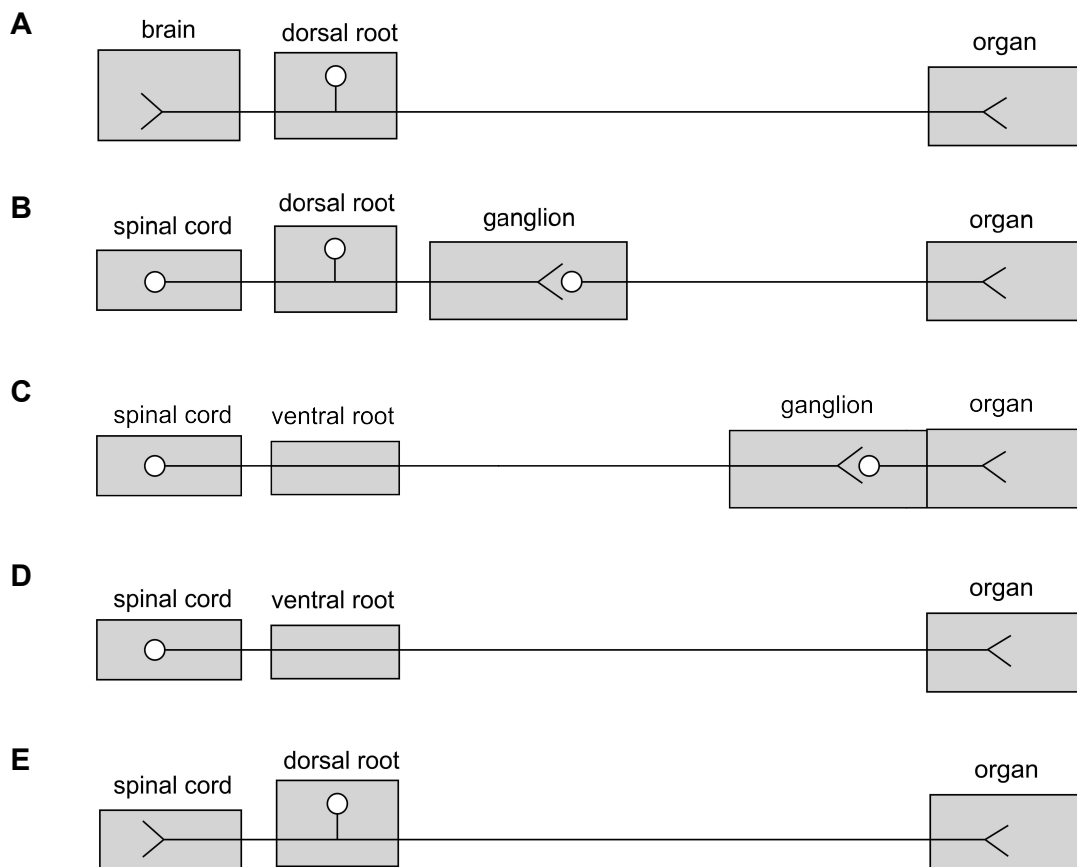 A
brain
dorsal root
organ
B
spinal cord
dorsal root
ganglion
organ
C
spinal cord
ventral root
ganglion
organ
D
spinal cord
ventral root
organ
E
spinal cord
dorsal root
organ